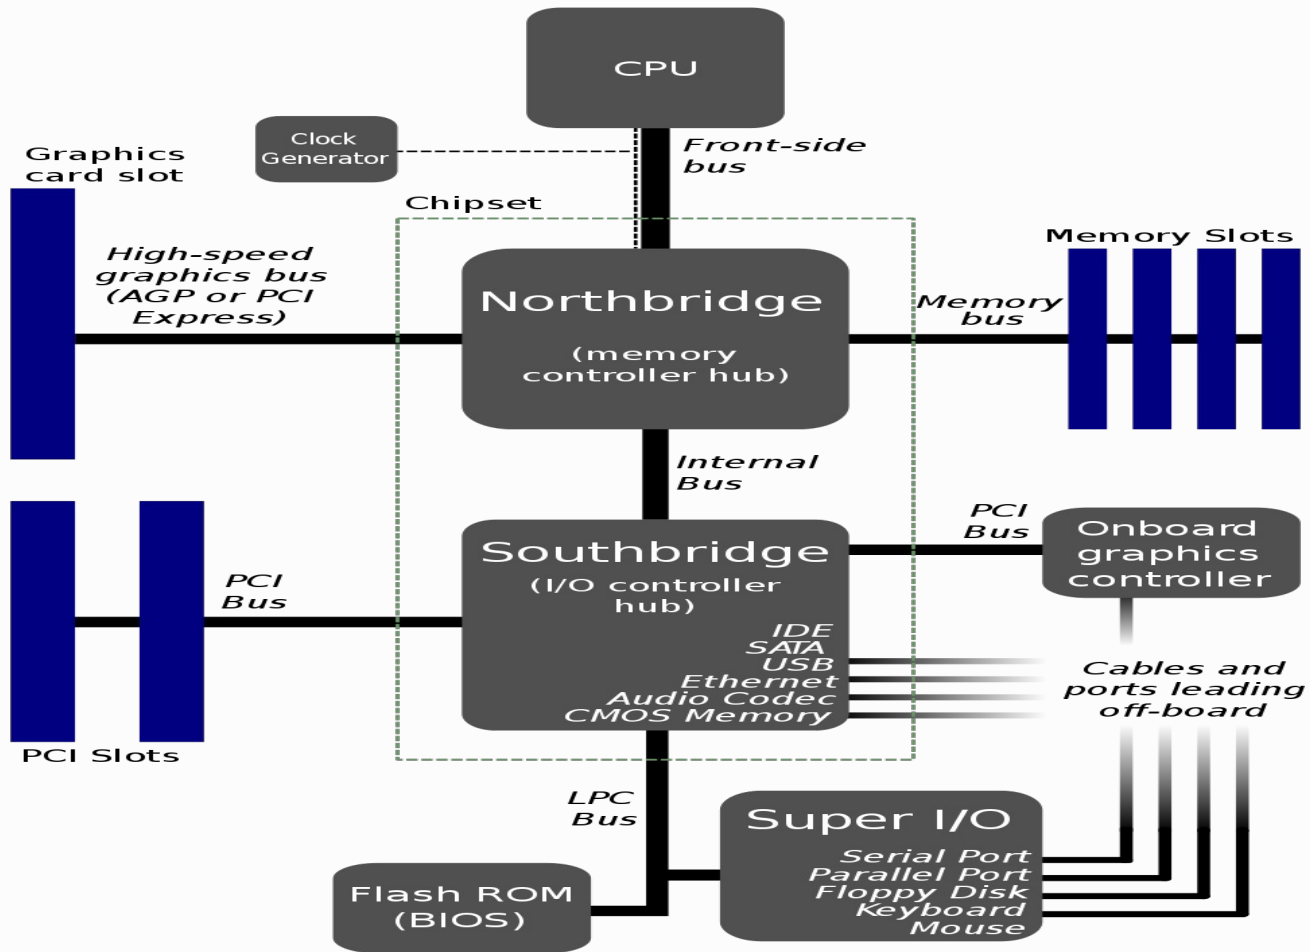 CPU
Clock
Generator
Front-side
bus
Graphics
card slot
Chipset
High-speed
graphics bus
(AGP or PCI
Express)
Northbridge
(memory
controller hub)
Memory Slots
Memory
bus
Internal
Bus
PCI
Bus
Onboard
graphics
controller
Southbridge
(I/O controller
hub)
IDE
SATA
USB
Ethernet
Audio Codec
CMOS Memory
PCI
Bus
PCI Slots
Cables and
ports leading
off-board
LPC
Bus
Super I/O
Serial Port
Parallel Port
Floppy Disk
Keyboard
Mouse
Flash ROM
(BIOS)